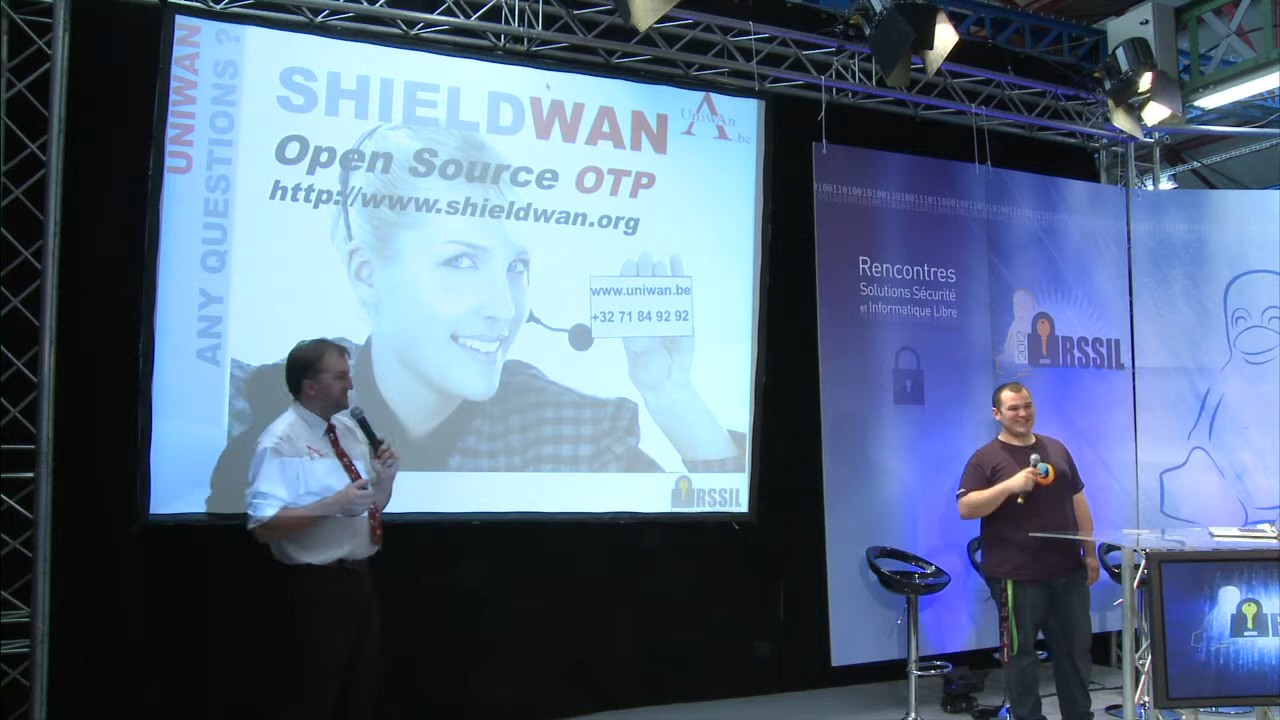 UNIWAN
ANY QUESTIONS ?
SHIELDWAN
UniwAn.be
Open Source OTP
http://www.shieldwan.org
www.uniwan.be
+32 71 84 92 92
RSSIL
Rencontres
Solutions Sécurité
et Informatique Libre
2012
RSSIL